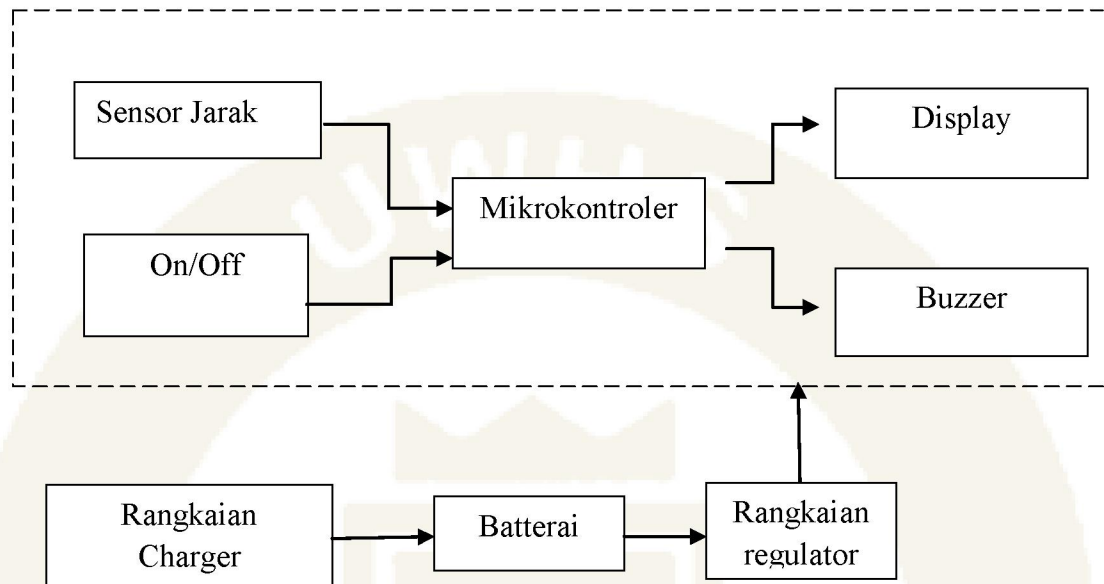 Sensor Jarak
Display
Mikrokontroler
On/Off
Buzzer
Rangkaian
Charger
Batterai
Rangkaian
regulator